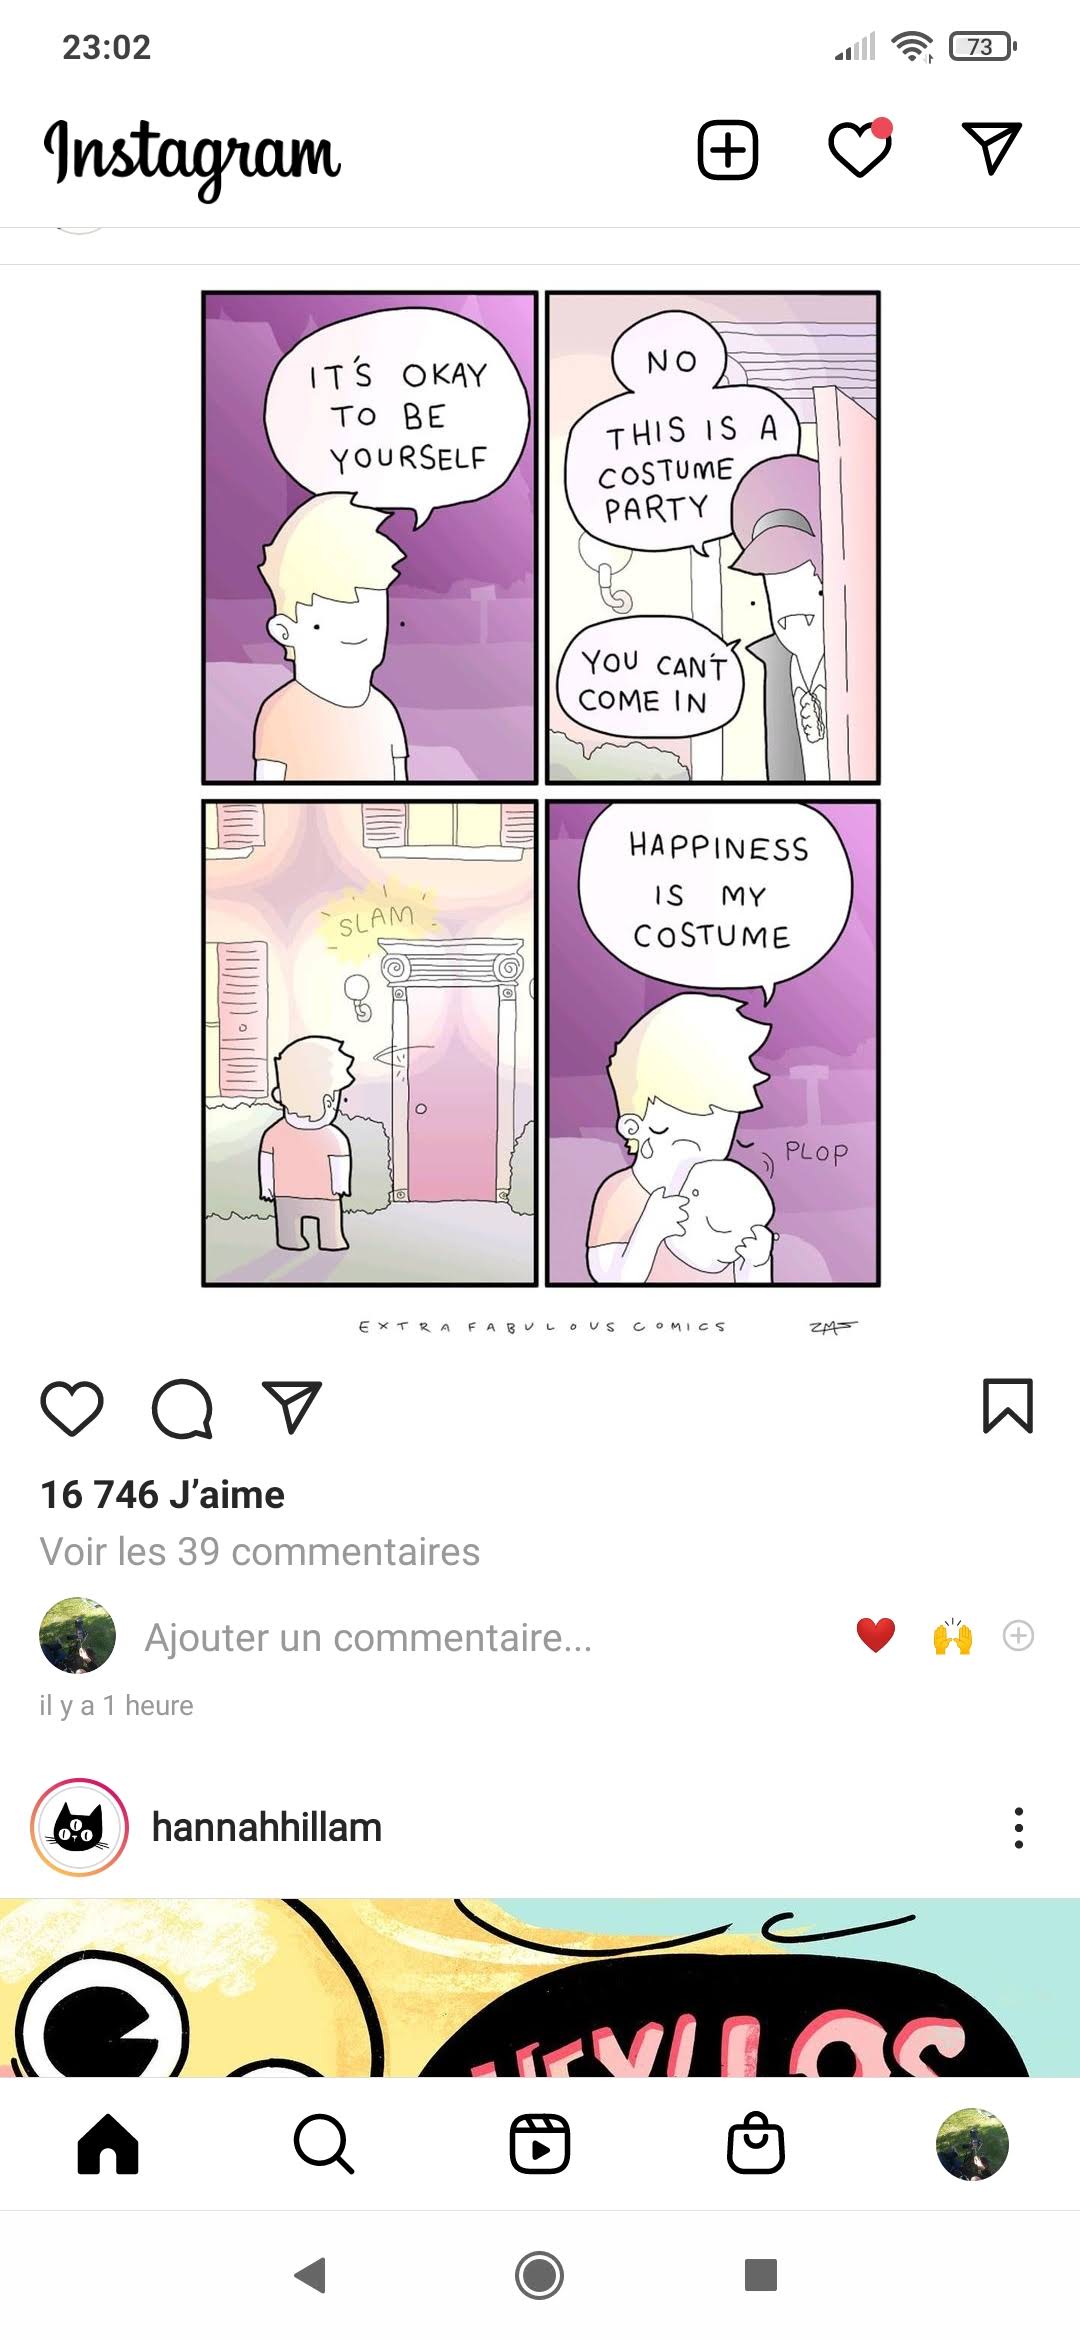 23:02
73
Instagram
IT'S OKAY
TO BE
YOURSELF
NO
THIS IS A
COSTUME
PARTY
YOU CAN'T
COME IN
SLAM
HAPPINESS
IS MY
COSTUME
PLOP
EXTRA FABULOUS COMICS
16 746 J’aime
Voir les 39 commentaires
Ajouter un commentaire...
il y a 1 heure
hannahhillam